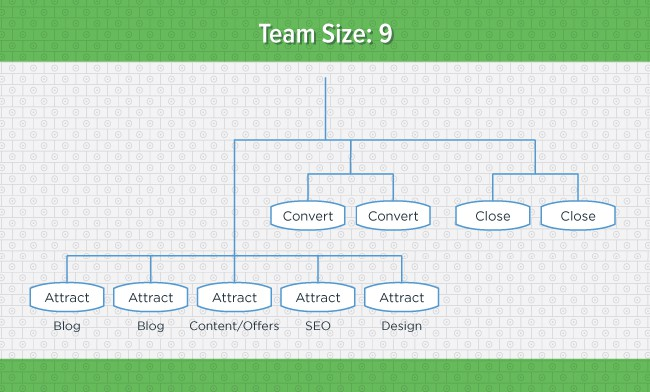 Team Size: 9
Convert Convert Close Close
Attract Attract Attract Attract Attract
Blog Blog Content/Offers SEO Design